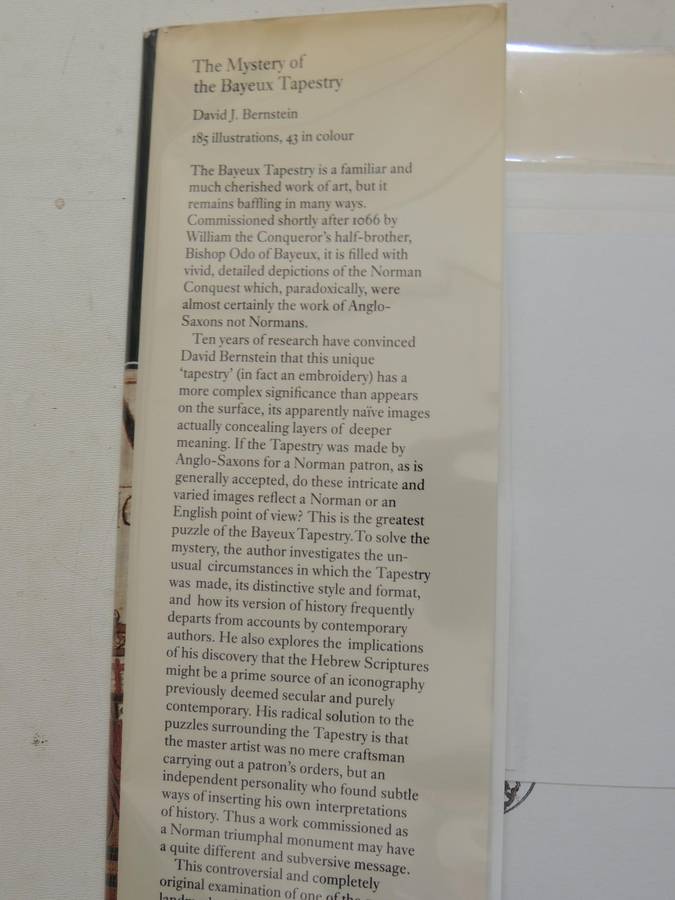 The Mystery of
the Bayeux Tapestry
David J. Bernstein
185 illustrations, 43 in colour
The Bayeux Tapestry is a familiar and
much cherished work of art, but it
remains baffling in many ways.
Commissioned shortly after 1066 by
William the Conqueror's half-brother,
Bishop Odo of Bayeux, it is filled with
vivid, detailed depictions of the Norman
Conquest which, paradoxically, were
almost certainly the work of Anglo-
Saxons not Normans.
Ten years of research have convinced
David Bernstein that this unique
'tapestry' (in fact an embroidery) has a
more complex significance than appears
on the surface, its apparently naïve images
actually concealing layers of deeper
meaning. If the Tapestry was made by
Anglo-Saxons for a Norman patron, as is
generally accepted, do these intricate and
varied images reflect a Norman or an
English point of view? This is the greatest
puzzle of the Bayeux Tapestry. To solve the
mystery, the author investigates the un-
usual circumstances in which the Tapestry
was made, its distinctive style and format,
and how its version of history frequently
departs from accounts by contemporary
authors. He also explores the implications
of his discovery that the Hebrew Scriptures
might be a prime source of an iconography
previously deemed secular and purely
contemporary. His radical solution to the
puzzles surrounding the Tapestry is that
the master artist was no mere craftsman
carrying out a patron's orders, but an
independent personality who found subtle
ways of inserting his own interpretations
of history. Thus a work commissioned as
a Norman triumphal monument may have
a quite different and subversive message.
This controversial and completely
original examination of one of the